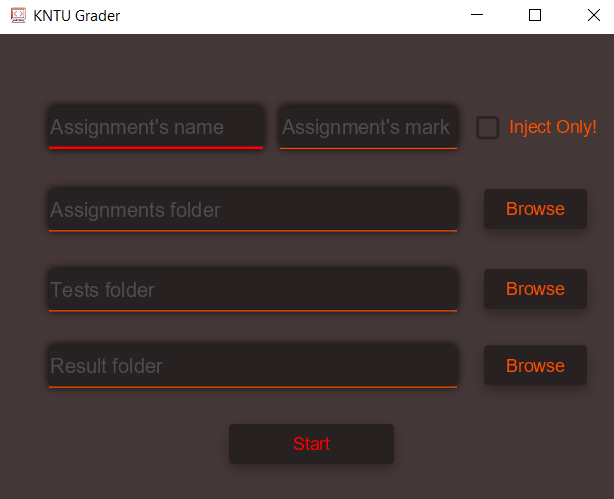 KNTU Grader
Assignment's name Assignment's mark Inject Only!
Assignments folder Browse
Tests folder Browse
Result folder Browse
Start